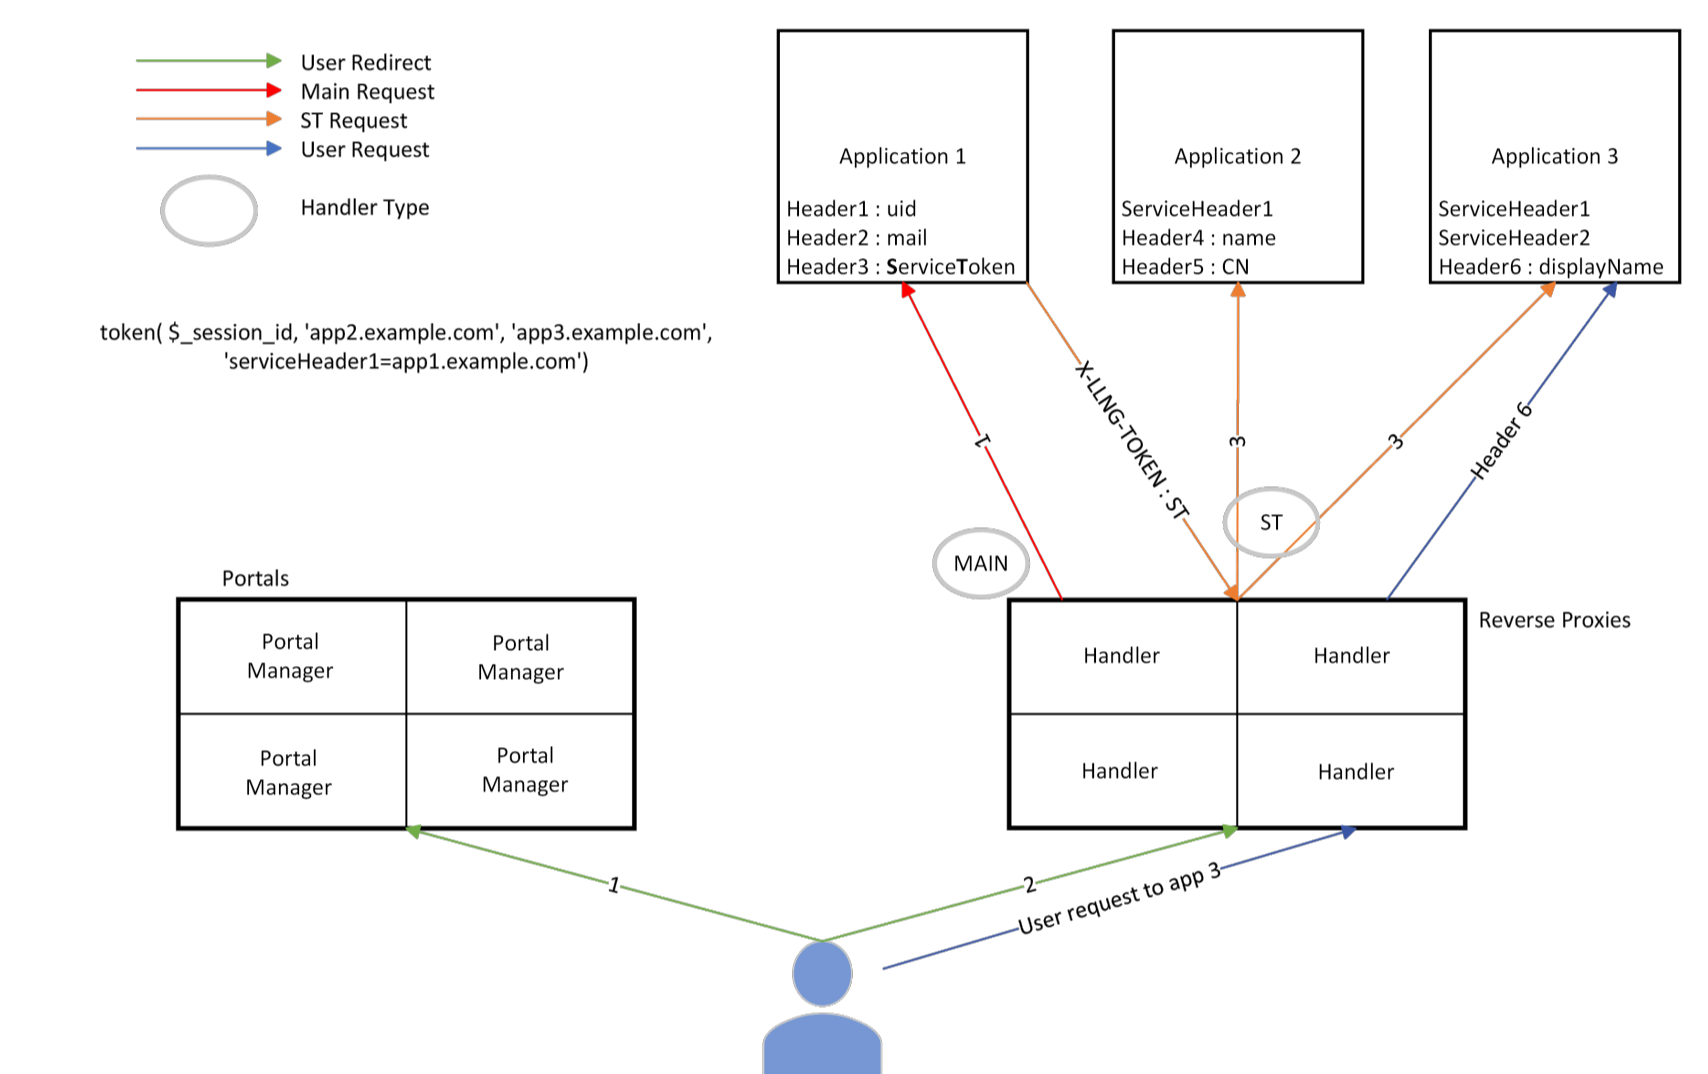 User Redirect
Main Request
ST Request
User Request
Handler Type
token( $_session_id, 'app2.example.com', 'app3.example.com',
'serviceHeader1=app1.example.com')
Application 1
Header1 : uid
Header2 : mail
Header3 : ServiceToken
Application 2
ServiceHeader1
Header4 : name
Header5 : CN
Application 3
ServiceHeader1
ServiceHeader2
Header6 : displayName
1
X-LLNG-TOKEN : ST
3
3
Header 6
MAIN
ST
Portals
Portal
Manager
Portal
Manager
Portal
Manager
Portal
Manager
Reverse Proxies
Handler
Handler
Handler
Handler
1
2
User request to app 3